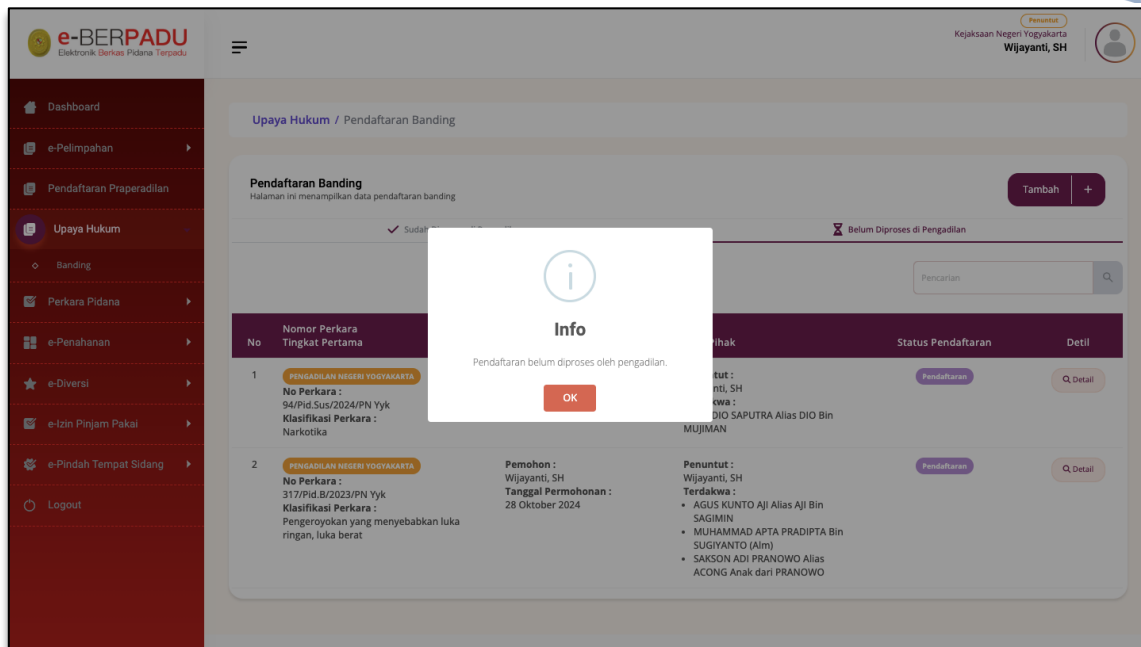 e-BERPADU
Elektronik Berkas Pidana Terpadu
Penuntut
Kejaksaan Negeri Yogyakarta
Wijayanti, SH
Dashboard
e-Pelimpahan
Pendaftaran Praperadilan
Upaya Hukum
Banding
Perkara Pidana
e-Penahanan
e-Diversi
e-Izin Pinjam Pakai
e-Pindah Tempat Sidang
Logout
Upaya Hukum / Pendaftaran Banding
Pendaftaran Banding
Halaman ini menampilkan data pendaftaran banding
Tambah +
Sudah
Belum Diproses di Pengadilan
Pencarian
Info
Pendaftaran belum diproses oleh pengadilan.
OK
No
Nomor Perkara
Tingkat Pertama
Status Pendaftaran
Detil
1
PENGADILAN NEGERI YOGYAKARTA
No Perkara :
94/Pid.Sus/2024/PN Yyk
Klasifikasi Perkara :
Narkotika
DIO SAPUTRA Alias DIO Bin
MUJIMAN
Pendaftaran
Detail
2
PENGADILAN NEGERI YOGYAKARTA
No Perkara :
317/Pid.B/2023/PN Yyk
Klasifikasi Perkara :
Pengeroyokan yang menyebabkan luka
ringan, luka berat
Pemohon :
Wijayanti, SH
Tanggal Permohonan :
28 Oktober 2024
Penuntut :
Wijayanti, SH
Terdakwa :
AGUS KUNTO AJI Alias AJI Bin
SAGIMIN
MUHAMMAD APTA PRADIPTA Bin
SUGIYANTO (Alm)
SAKSON ADI PRANOWO Alias
ACONG Anak dari PRANOWO
Pendaftaran
Detail